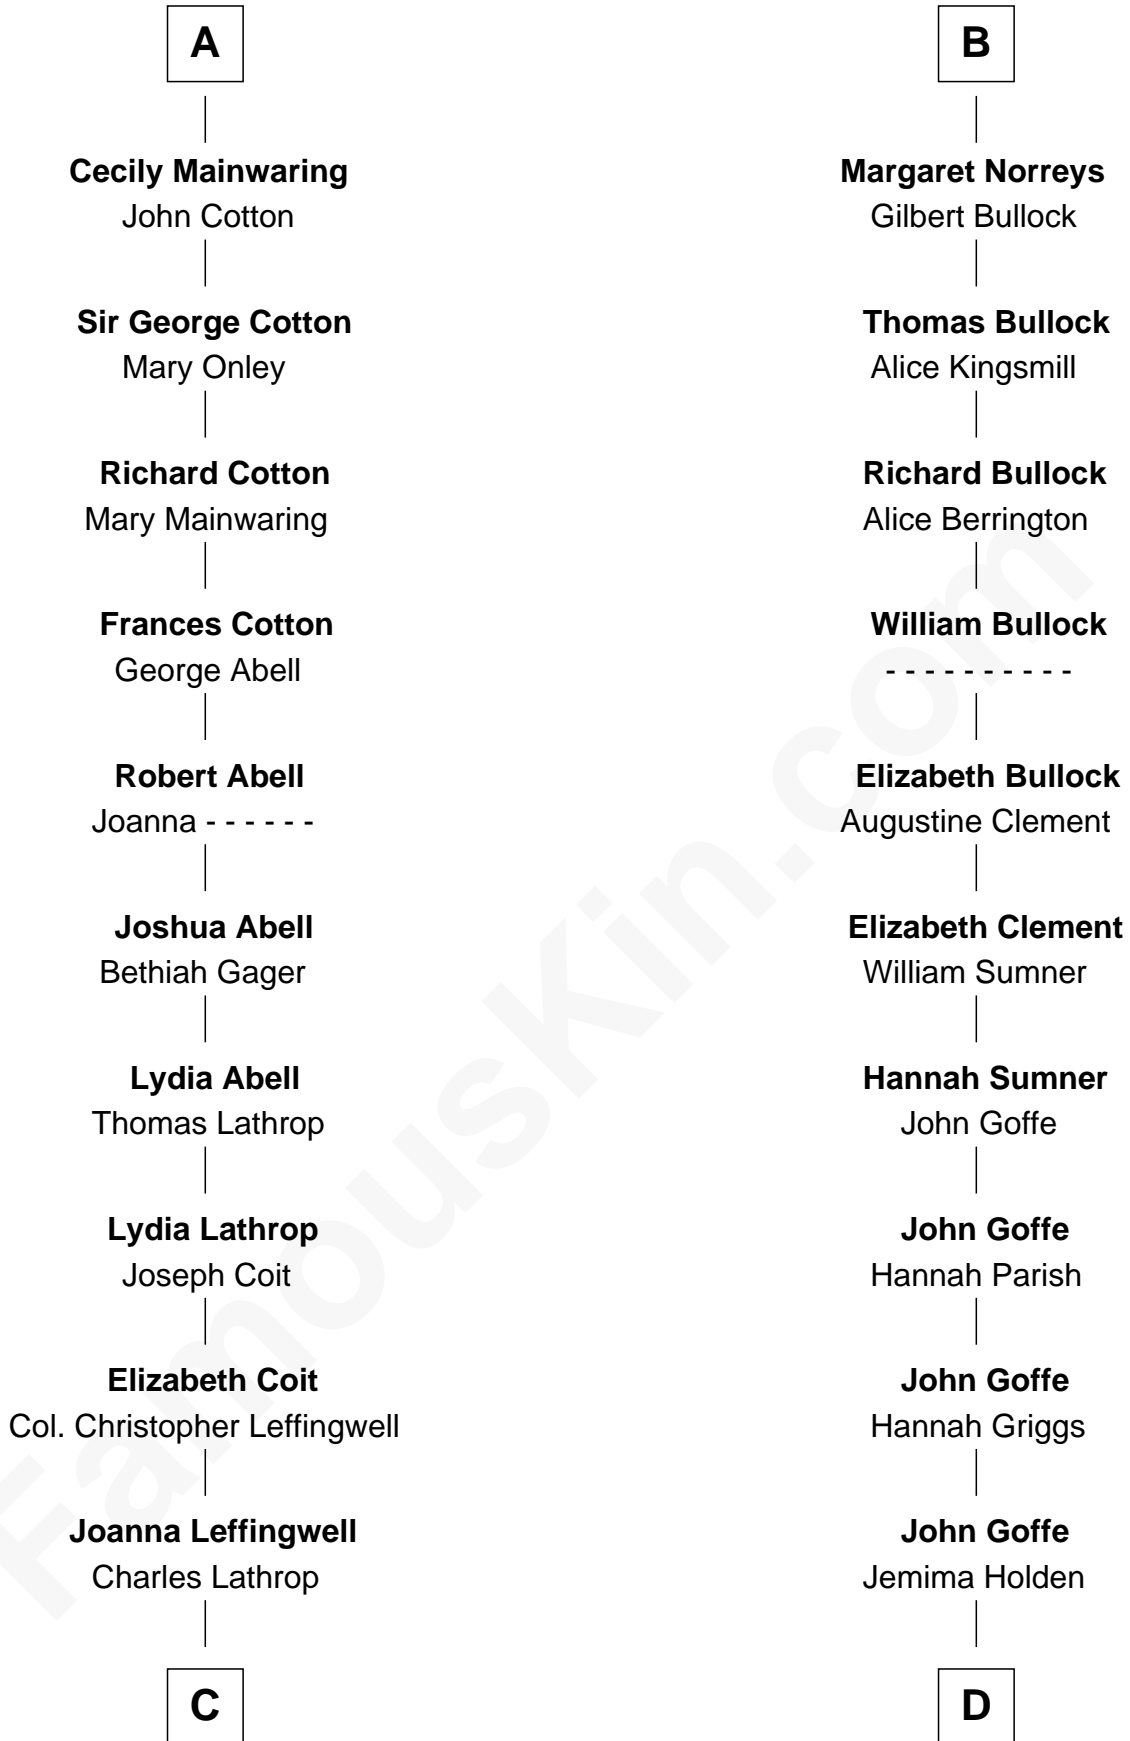 A
Cecily Mainwaring
John Cotton
Sir George Cotton
Mary Onley
Richard Cotton
Mary Mainwaring
Frances Cotton
George Abell
Robert Abell
Joanna - - - - - -
Joshua Abell
Bethiah Gager
Lydia Abell
Thomas Lathrop
Lydia Lathrop
Joseph Coit
Elizabeth Coit
Col. Christopher Leffingwell
Joanna Leffingwell
Charles Lathrop
C
B
Margaret Norreys
Gilbert Bullock
Thomas Bullock
Alice Kingsmill
Richard Bullock
Alice Berrington
William Bullock
- - - - - - - - - -
Elizabeth Bullock
Augustine Clement
Elizabeth Clement
William Sumner
Hannah Sumner
John Goffe
John Goffe
Hannah Parish
John Goffe
Hannah Griggs
John Goffe
Jemima Holden
D
FamousKin.com